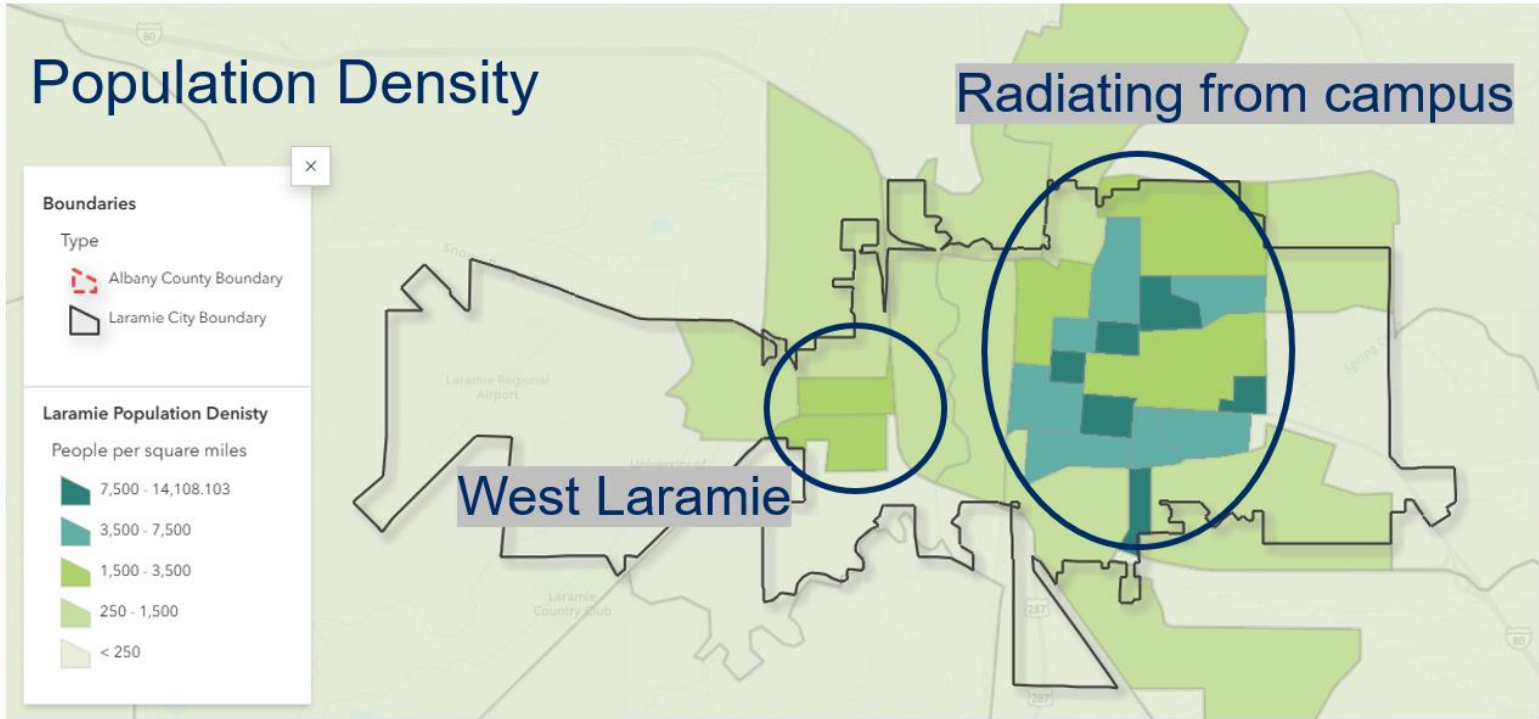 Population Density
Radiating from campus
West Laramie
×
Boundaries
Type
Albany County Boundary
Laramie City Boundary
Laramie Population Denisty
People per square miles
7,500 - 14,108.103
3,500 - 7,500
1,500 - 3,500
250 - 1,500
< 250
80
Laramie Regional
Airport
University of
Laramie
Country Club
287
287
80